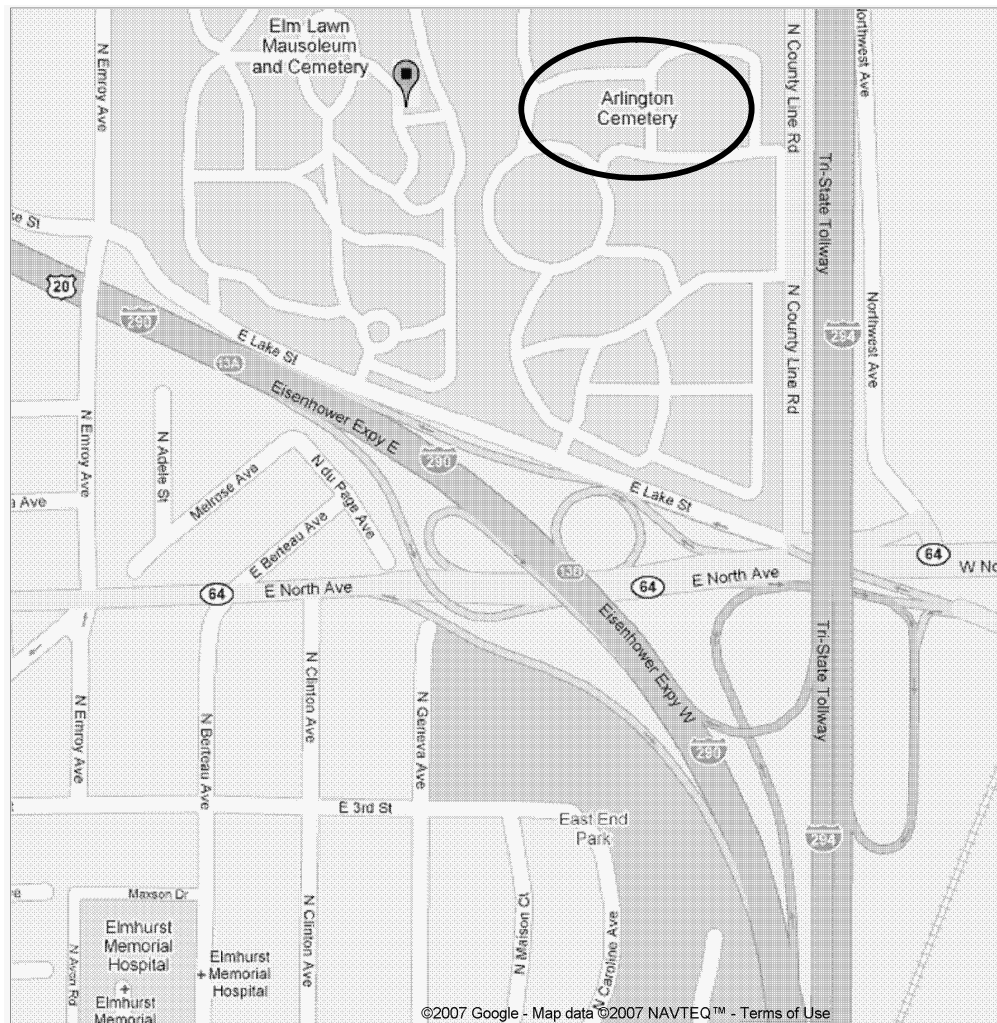 Elm Lawn
Mausoleum
and Cemetery
Arlington
Cemetery
N Emroy Ave
N County Line Rd
Northwest Ave
Tri-State Tollway
ke St
20
290
13A
E Lake St
Eisenhower Expy E
N County Line Rd
294
Northwest Ave
N Emroy Ave
N Adele St
Melrose Ave
N du Page Ave
E Berteau Ave
290
E Lake St
a Ave
64
E North Ave
13B
64
E North Ave
64
W No
Eisenhower Expy W
Tri-State Tollway
N Emroy Ave
N Berteau Ave
N Clinton Ave
N Geneva Ave
290
E 3rd St
East End
Park
294
Maxson Dr
Elmhurst
Memorial
Hospital
N Avon Rd
Elmhurst
Memorial
Elmhurst
Memorial
Hospital
N Clinton Ave
N Maison Ct
N Caroline Ave
©2007 Google - Map data ©2007 NAVTEQ™ - Terms of Use